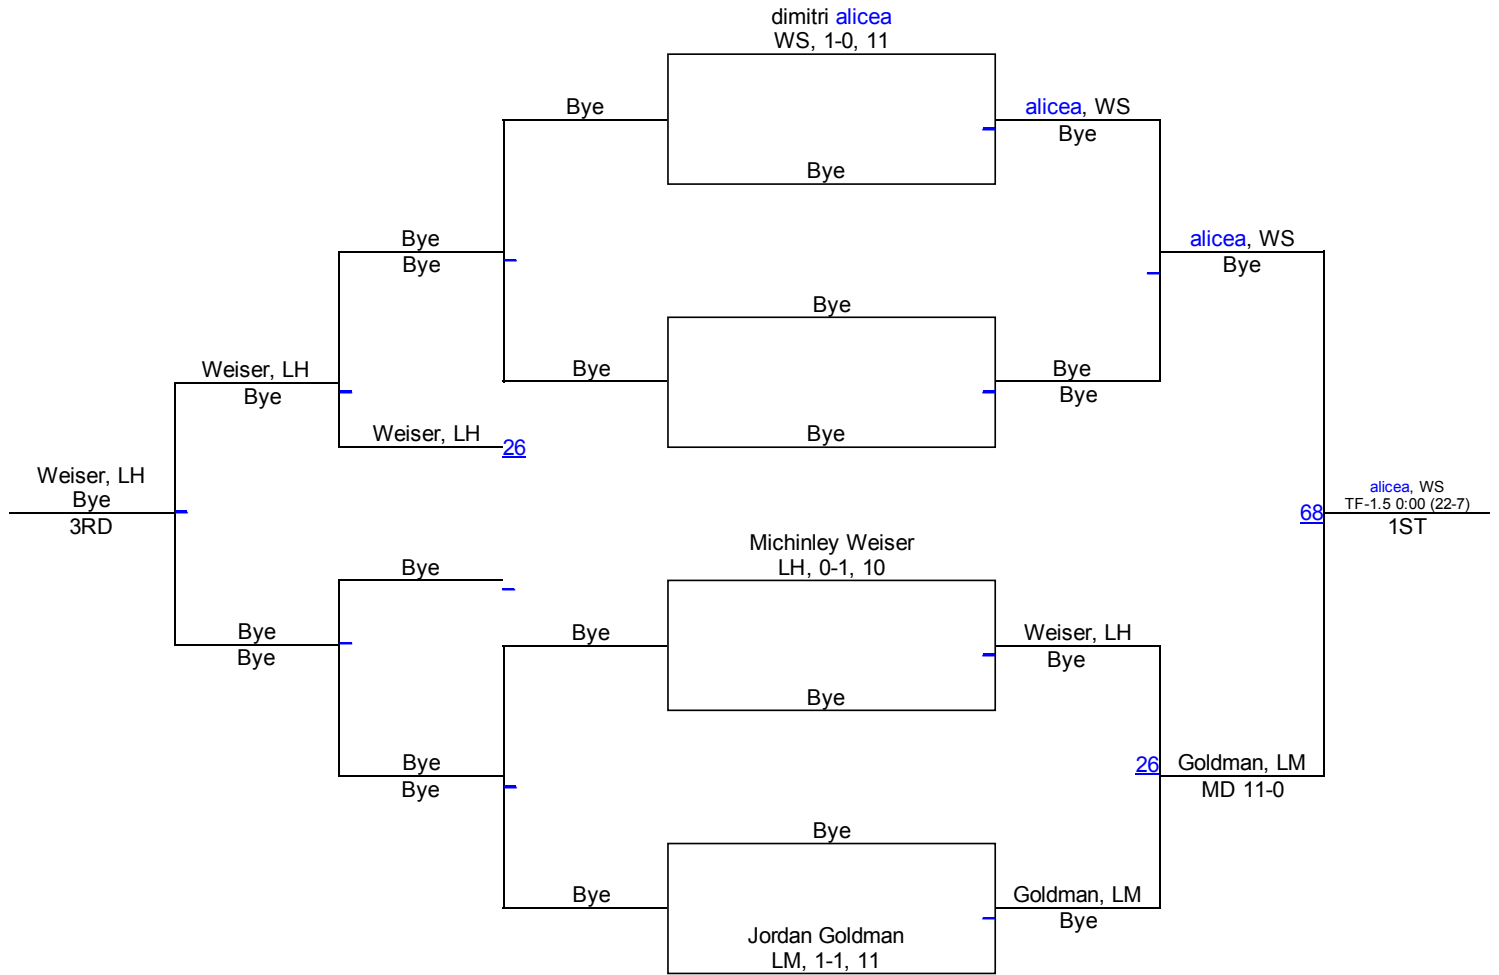 dimitri alicea
WS, 1-0, 11
Bye
alicea, WS
Bye
Bye
Bye
Bye
alicea, WS
Bye
Bye
Bye
Bye
Bye
Bye
Weiser, LH
Bye
Weiser, LH
26
Weiser, LH
Bye
3RD
alicea, WS
TF-1.5 0:00 (22-7)
68
1ST
Michinley Weiser
LH, 0-1, 10
Bye
Bye
Weiser, LH
Bye
Bye
Bye
Bye
Bye
Bye
26
Goldman, LM
MD 11-0
Bye
Bye
Goldman, LM
Bye
Jordan Goldman
LM, 1-1, 11